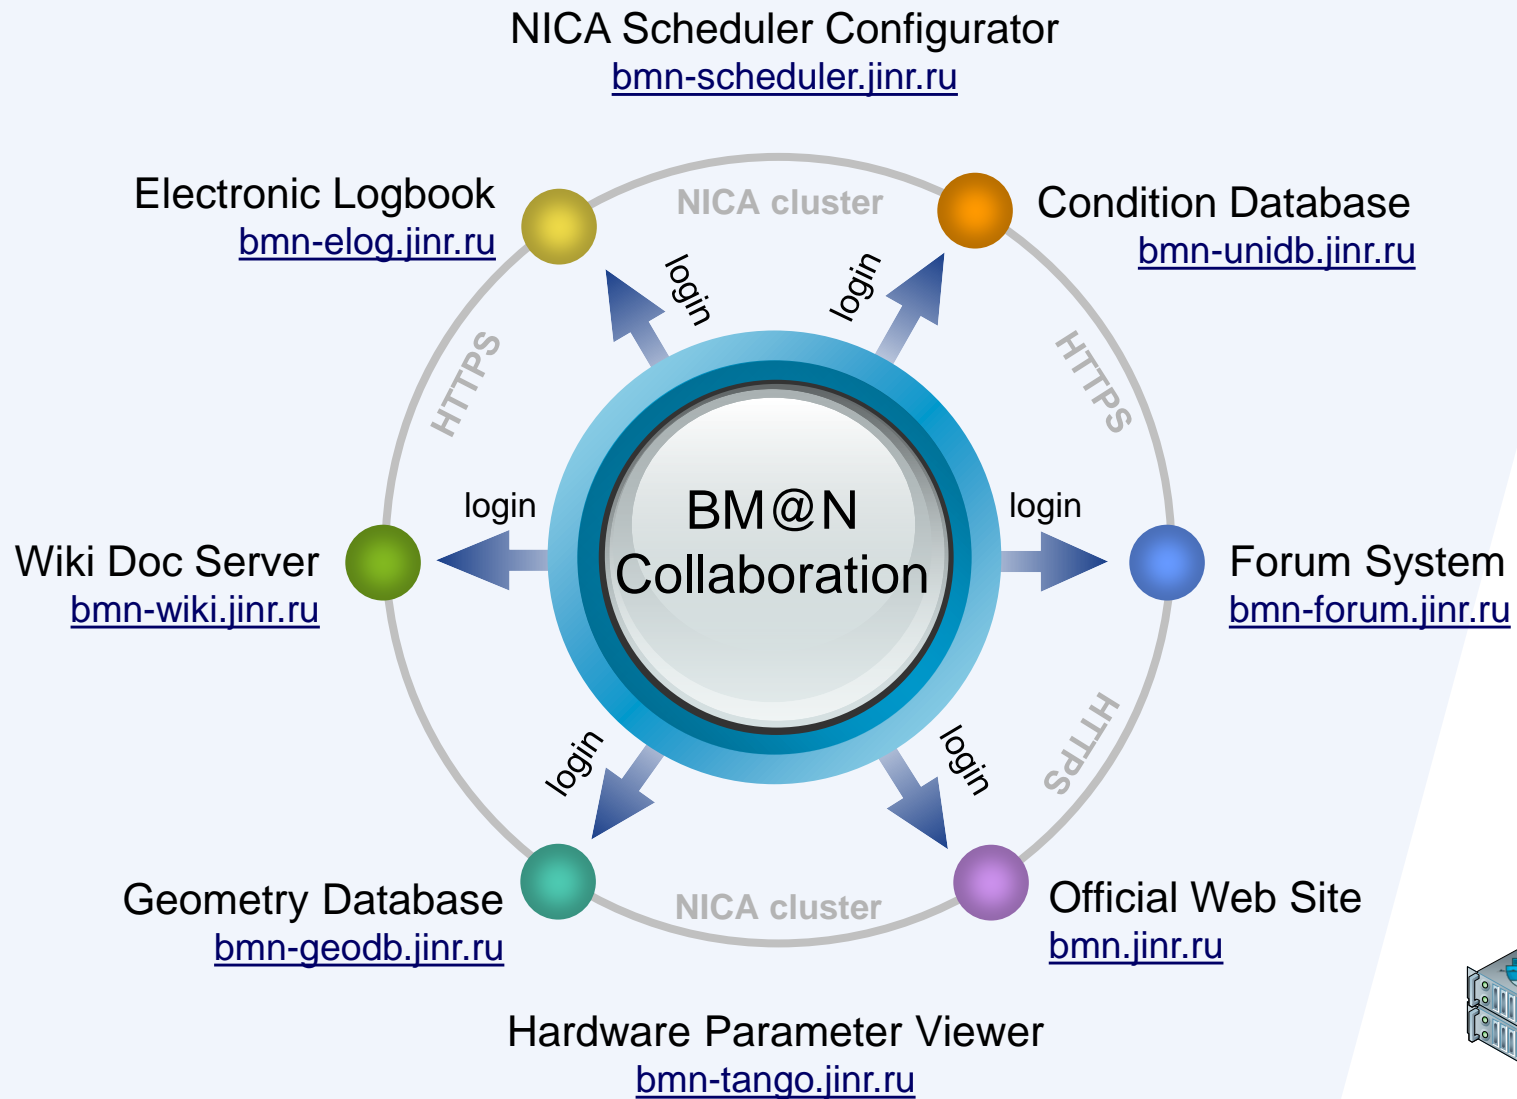 NICA Scheduler Configurator
bmn-scheduler.jinr.ru
Electronic Logbook
bmn-elog.jinr.ru
NICA cluster
Condition Database
bmn-unidb.jinr.ru
login
login
HTTPS
HTTPS
login
login
BM@N
Collaboration
Wiki Doc Server
bmn-wiki.jinr.ru
Forum System
bmn-forum.jinr.ru
HTTPS
login
login
Geometry Database
bmn-geodb.jinr.ru
NICA cluster
Official Web Site
bmn.jinr.ru
Hardware Parameter Viewer
bmn-tango.jinr.ru